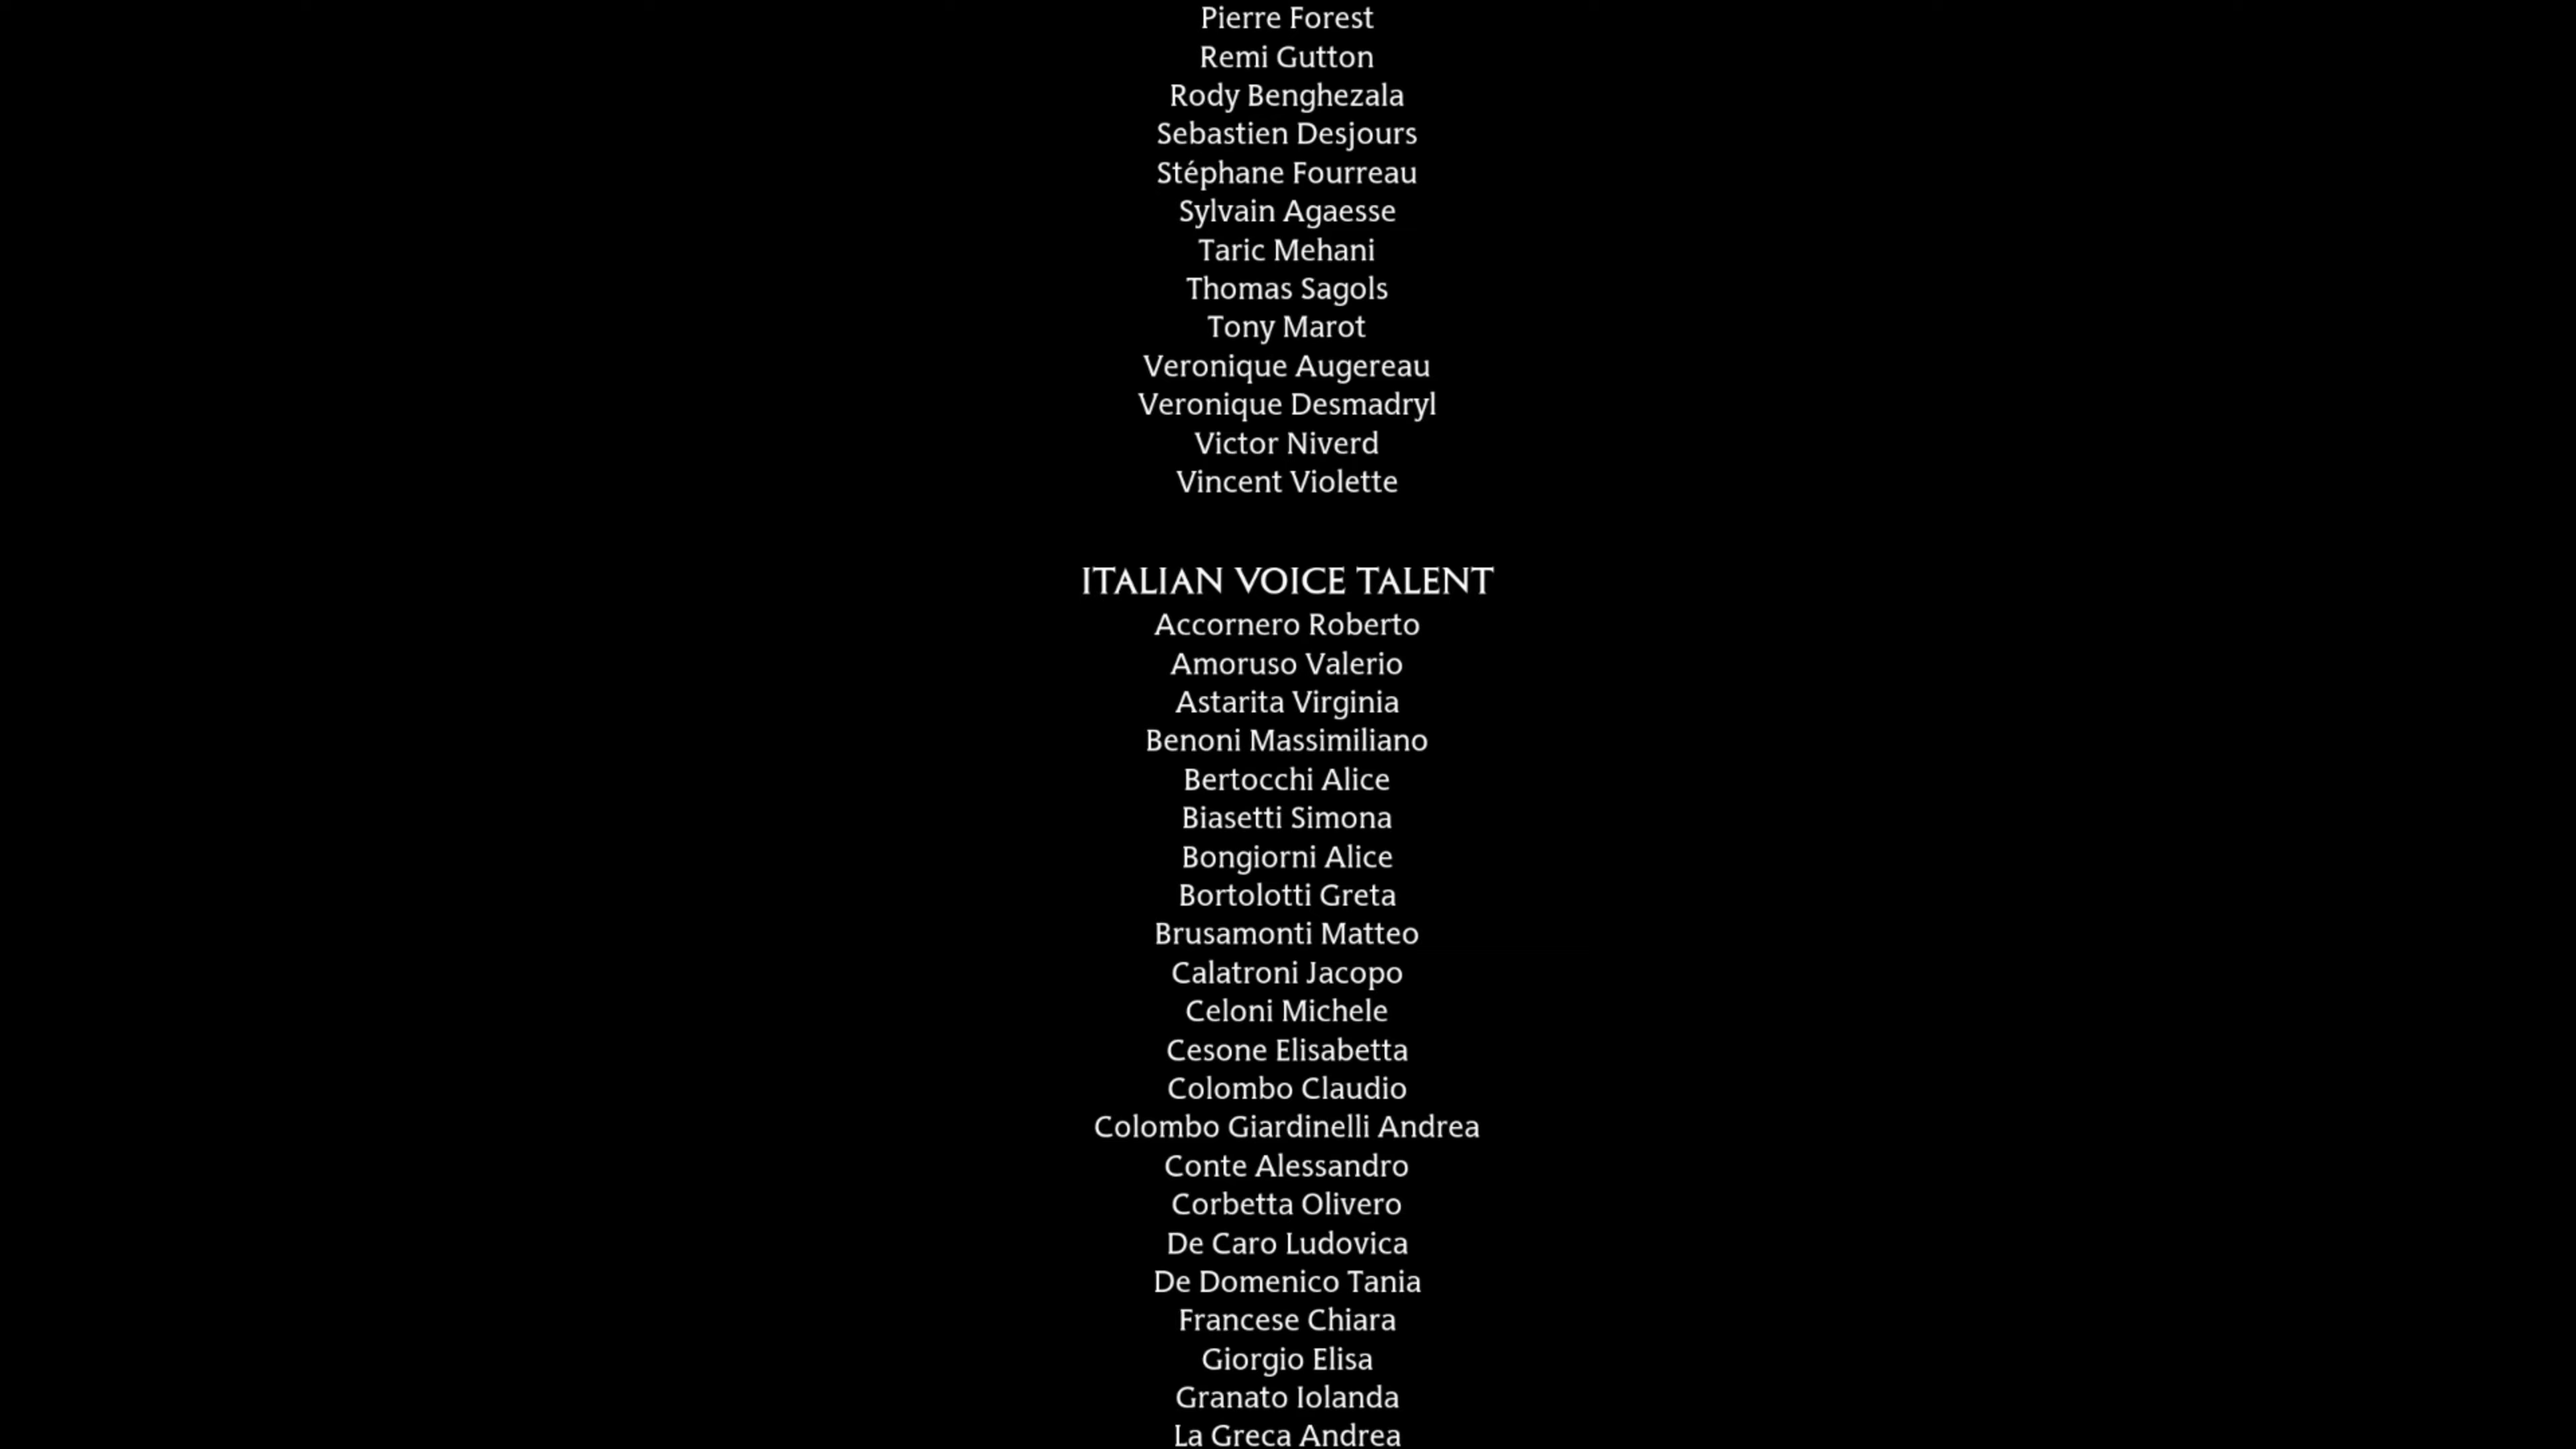 Pierre Forest
Remi Gutton
Rody Benghezala
Sebastien Desjours
Stéphane Fourreau
Sylvain Agaesse
Taric Mehani
Thomas Sagols
Tony Marot
Veronique Augereau
Veronique Desmadryl
Victor Niverd
Vincent Violette
ITALIAN VOICE TALENT
Accornero Roberto
Amoruso Valerio
Astarita Virginia
Benoni Massimiliano
Bertocchi Alice
Biasetti Simona
Bongiorni Alice
Bortolotti Greta
Brusamonti Matteo
Calatroni Jacopo
Celoni Michele
Cesone Elisabetta
Colombo Claudio
Colombo Giardinelli Andrea
Conte Alessandro
Corbetta Olivero
De Caro Ludovica
De Domenico Tania
Francese Chiara
Giorgio Elisa
Granato Iolanda
La Greca Andrea